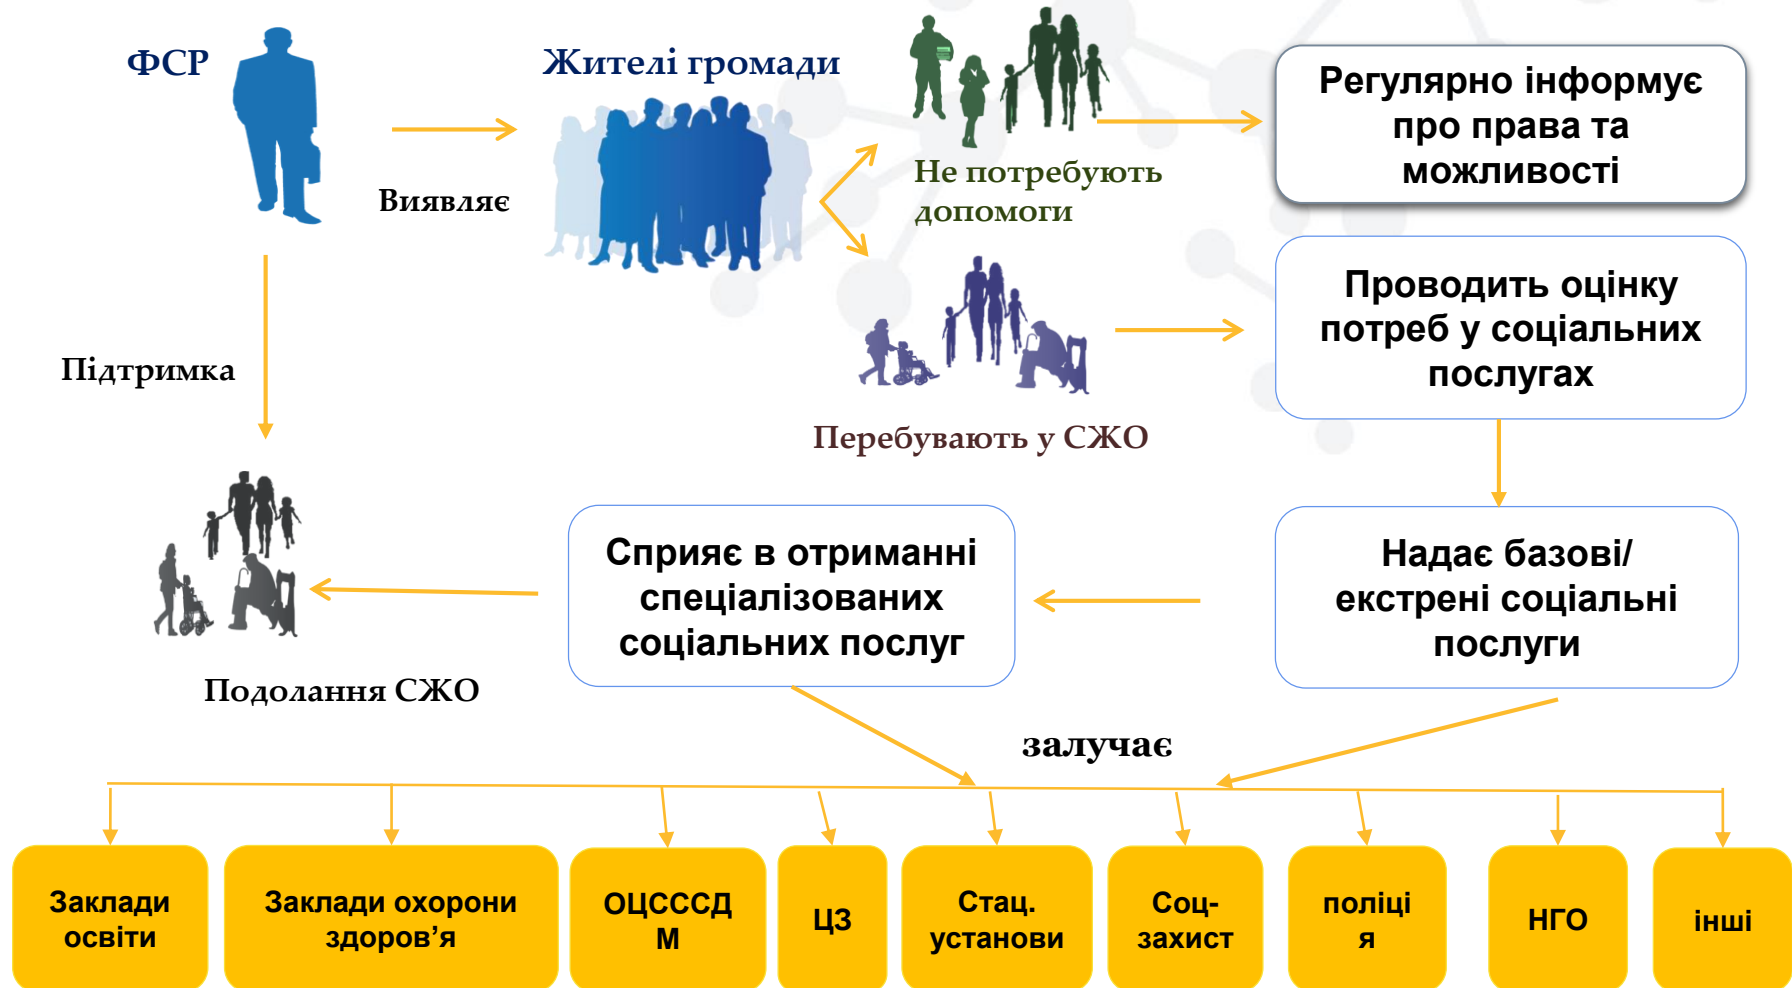 ФСР
Жителі громади
Виявляє
Не потребують
допомоги
Регулярно інформує
про права та
можливості
Проводить оцінку
потреб у соціальних
послугах
Підтримка
Перебувають у СЖО
Сприяє в отриманні
спеціалізованих
соціальних послуг
Надає базові/
екстрені соціальні
послуги
Подолання СЖО
залучає
Заклади
освіти
Заклади охорони
здоров’я
ОЦСССД
М
ЦЗ
Стац.
установи
Соц-
захист
поліці
я
НГО
інші